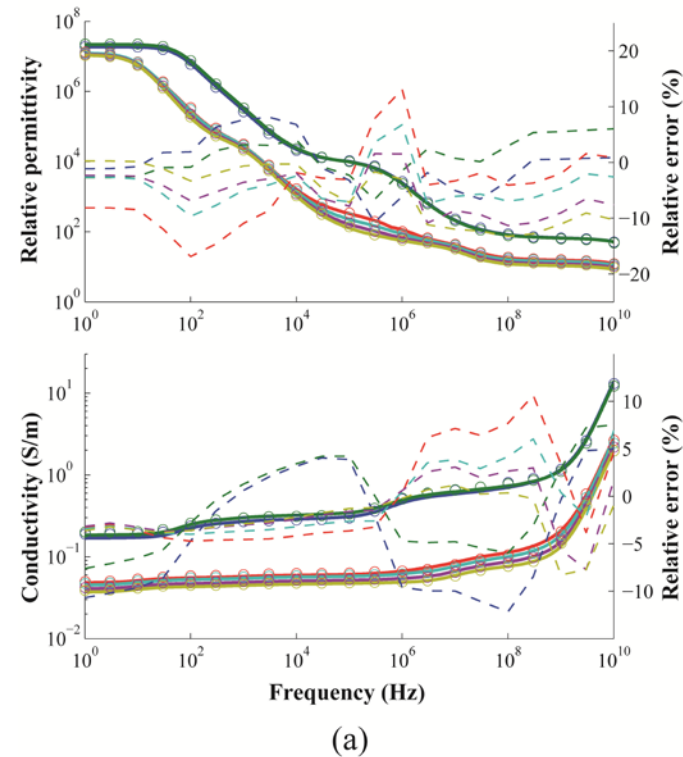 (a)
10^8
10^6
10^4
10^2
10^0
Relative permittivity
20
10
0
−10
−20
Relative error (%)
10^0 10^2 10^4 10^6 10^8 10^10
10^1
10^0
10^−1
10^−2
Conductivity (S/m)
10
5
0
−5
−10
Relative error (%)
10^0 10^2 10^4 10^6 10^8 10^10
Frequency (Hz)
(a)